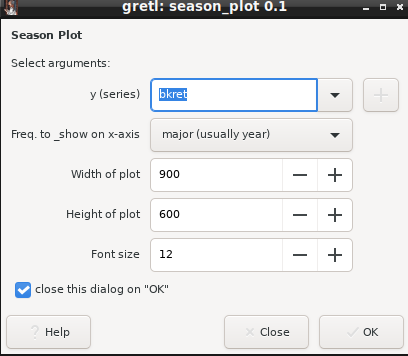 gretl: season_plot 0.1
Season Plot
Select arguments:
y (series) bkret
Freq. to _show on x-axis major (usually year)
Width of plot 900
Height of plot 600
Font size 12
close this dialog on "OK"
Help Close OK